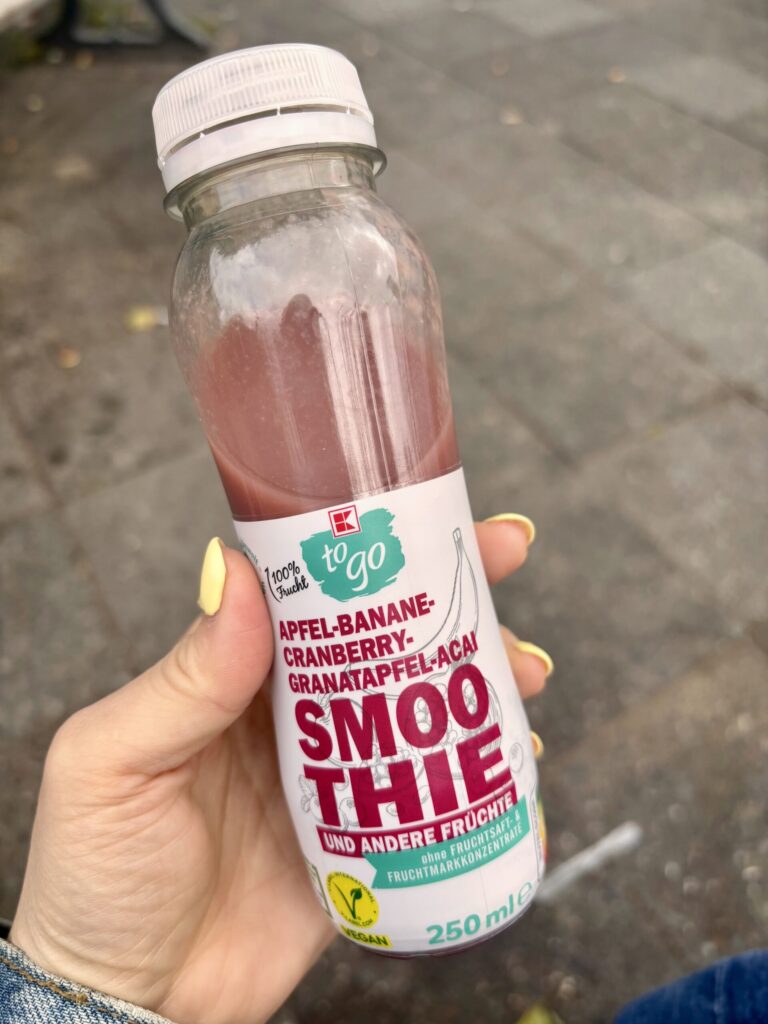 K
to
go
100%
Frucht
APFEL-BANANE-
CRANBERRY-
GRANATAPFEL-ACAI
SMOO
THIE
UND ANDERE FRÜCHTE
ohne FRUCHTSAFT- &
FRUCHTMARKKONZENTRATE
VEGAN
250 ml e